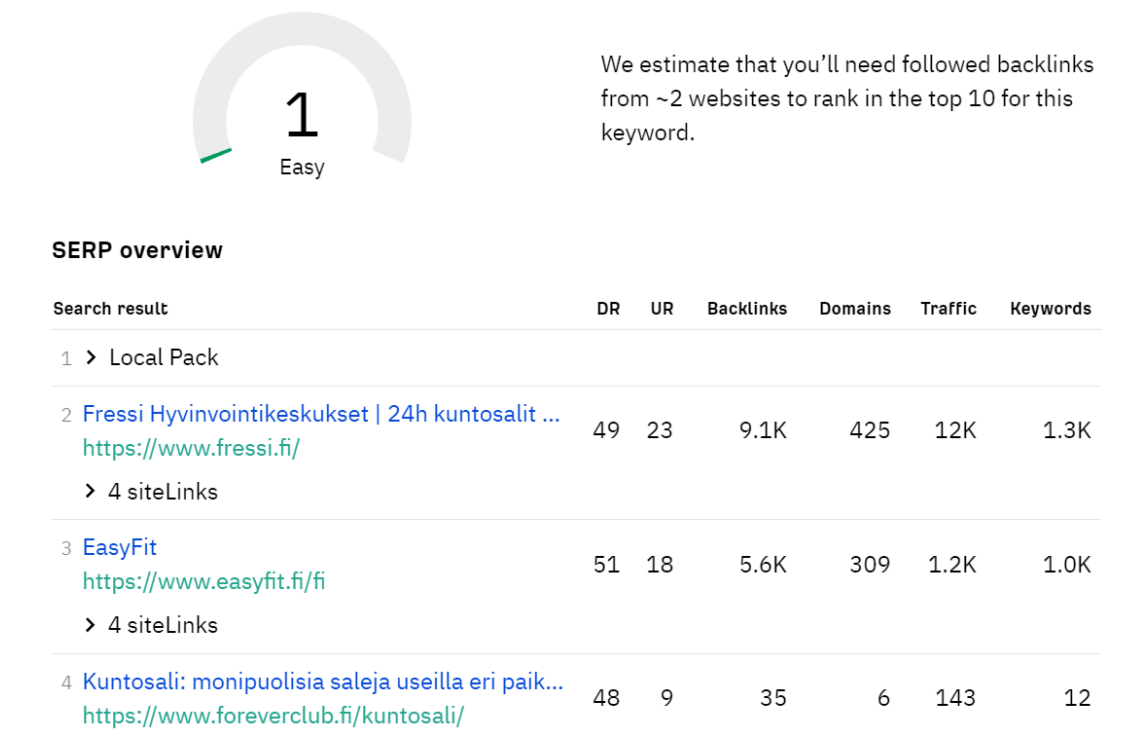 1
Easy
We estimate that you’ll need followed backlinks
from ~2 websites to rank in the top 10 for this
keyword.
SERP overview
Search result DR UR Backlinks Domains Traffic Keywords
1 > Local Pack
2 Fressi Hyvinvointikeskukset | 24h kuntosalit ...
https://www.fressi.fi/
49 23 9.1K 425 12K 1.3K
> 4 siteLinks
3 EasyFit
https://www.easyfit.fi/fi
51 18 5.6K 309 1.2K 1.0K
> 4 siteLinks
4 Kuntosali: monipuolisia saleja useilla eri paik...
https://www.foreverclub.fi/kuntosali/
48 9 35 6 143 12